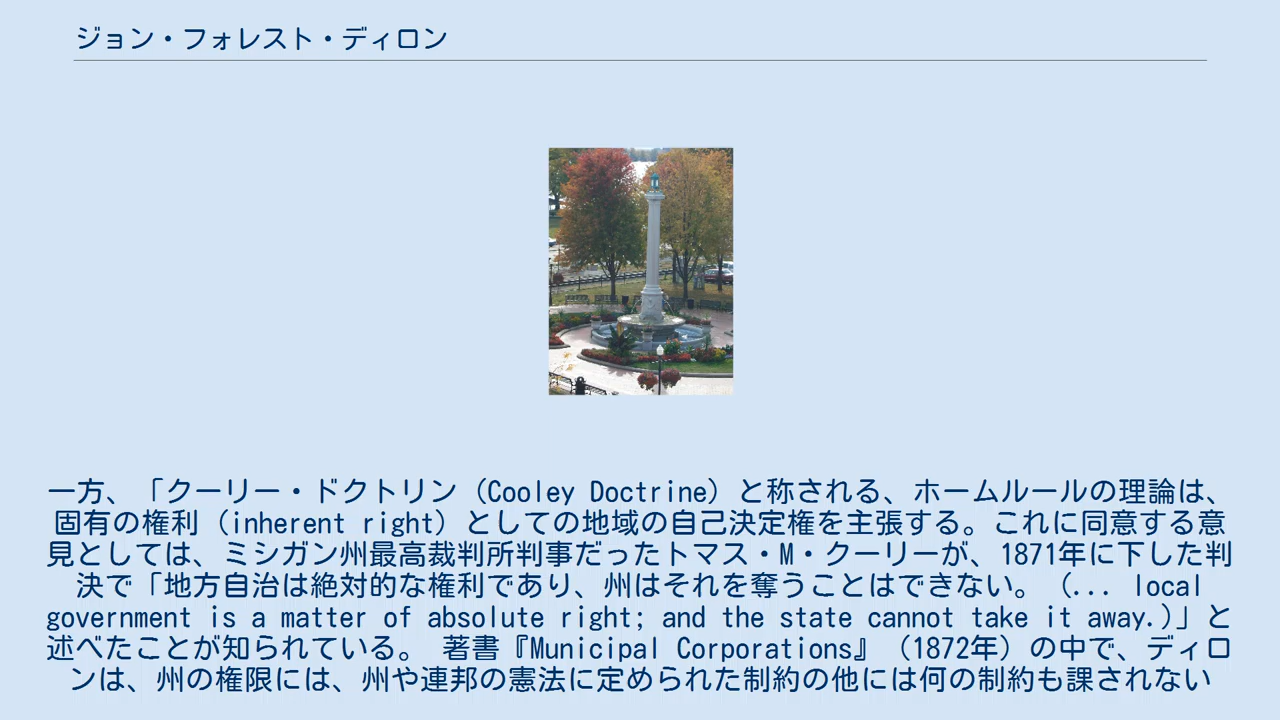 ジョン・フォレスト・ディロン
一方、「クーリー・ドクトリン（Cooley Doctrine）と称される、ホームルールの理論は、
固有の権利（inherent right）としての地域の自己決定権を主張する。これに同意する意
見としては、ミシガン州最高裁判所判事だったトマス・M・クーリーが、1871年に下した判
決で「地方自治は絶対的な権利であり、州はそれを奪うことはできない。（... local
government is a matter of absolute right; and the state cannot take it away.)」と
述べたことが知られている。 著書『Municipal Corporations』（1872年）の中で、ディロ
ンは、州の権限には、州や連邦の憲法に定められた制約の他には何の制約も課されない